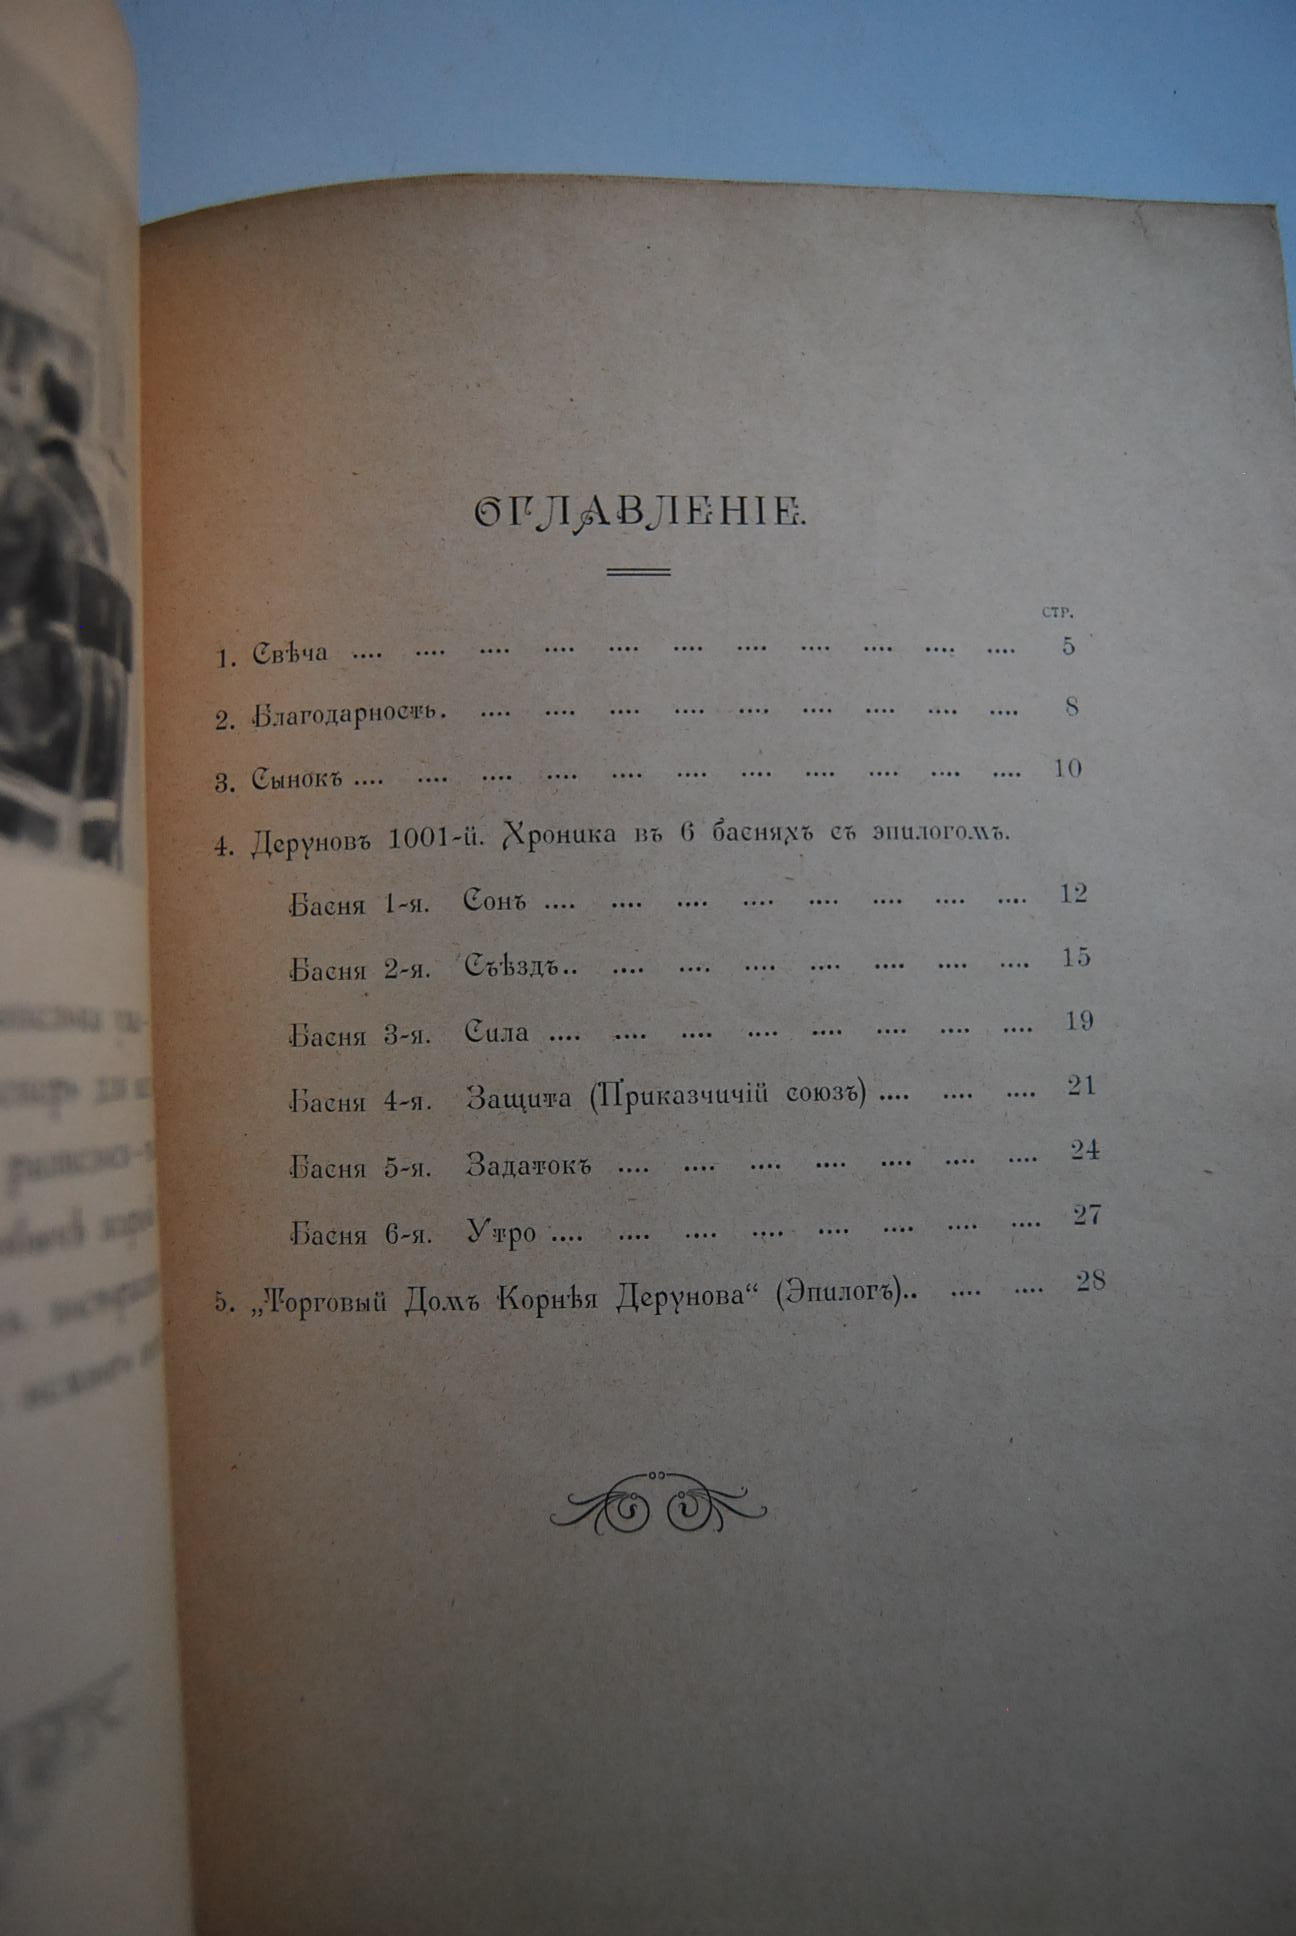 ОГЛАВЛЕНІЕ.
СТР.
1. Свѣча .... .... .... .... .... .... .... .... .... .... .... 5
2. Благодарность. .... .... .... .... .... .... .... .... .... 8
3. Сынокъ .... .... .... .... .... .... .... .... .... .... .... 10
4. Деруновъ 1001-й. Хроника въ 6 басняхъ съ эпилогомъ.
Басня 1-я. Сонъ .... .... .... .... .... .... .... .... 12
Басня 2-я. Съѣздъ.. .... .... .... .... .... .... .... 15
Басня 3-я. Сила .... .... .... .... .... .... .... .... 19
Басня 4-я. Защита (Приказчичій союзъ) .... .... .... 21
Басня 5-я. Задатокъ .... .... .... .... .... .... .... 24
Басня 6-я. Утро .... .... .... .... .... .... .... .... 27
5. „Торговый Домъ Корнѣя Дерунова“ (Эпилогъ).. .... .... 28